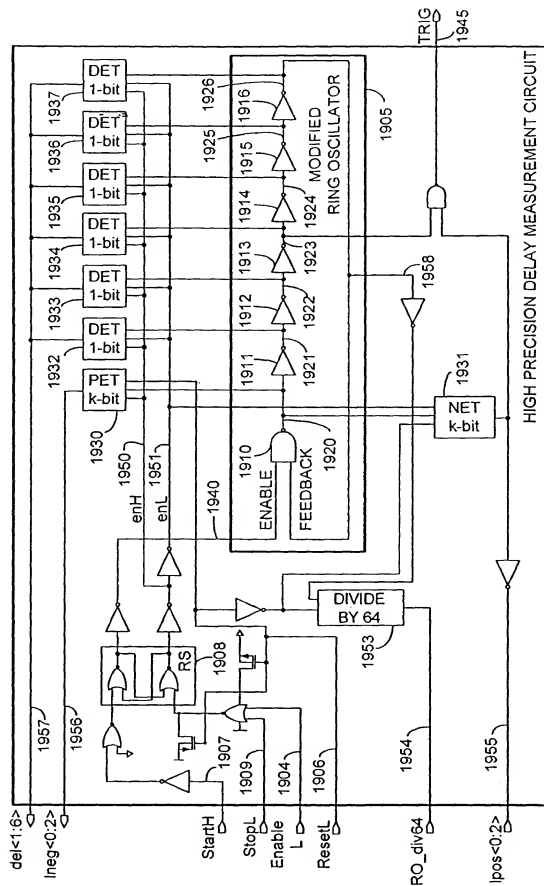 TRIG
1945
DET
1-bit
1937
DET
1-bit
1936
DET
1-bit
1935
DET
1-bit
1934
DET
1-bit
1933
DET
1-bit
1932
PET
k-bit
1930
1926
1916
1925
1915
1924
1914
1923
1913
1922
1912
1921
1911
1920
1910
MODIFIED
RING OSCILLATOR
1905
ENABLE
FEEDBACK
1958
1931
NET
k-bit
1950
enH
1951
enL
1940
RS
1908
DIVIDE
BY 64
1953
1957
1956
1907
1909
1904
1906
1954
1955
del<1:6>
Ineg<0:2>
StartH
StopL
Enable
L
ResetL
RO_div64
Ipos<0:2>
HIGH PRECISION DELAY MEASUREMENT CIRCUIT